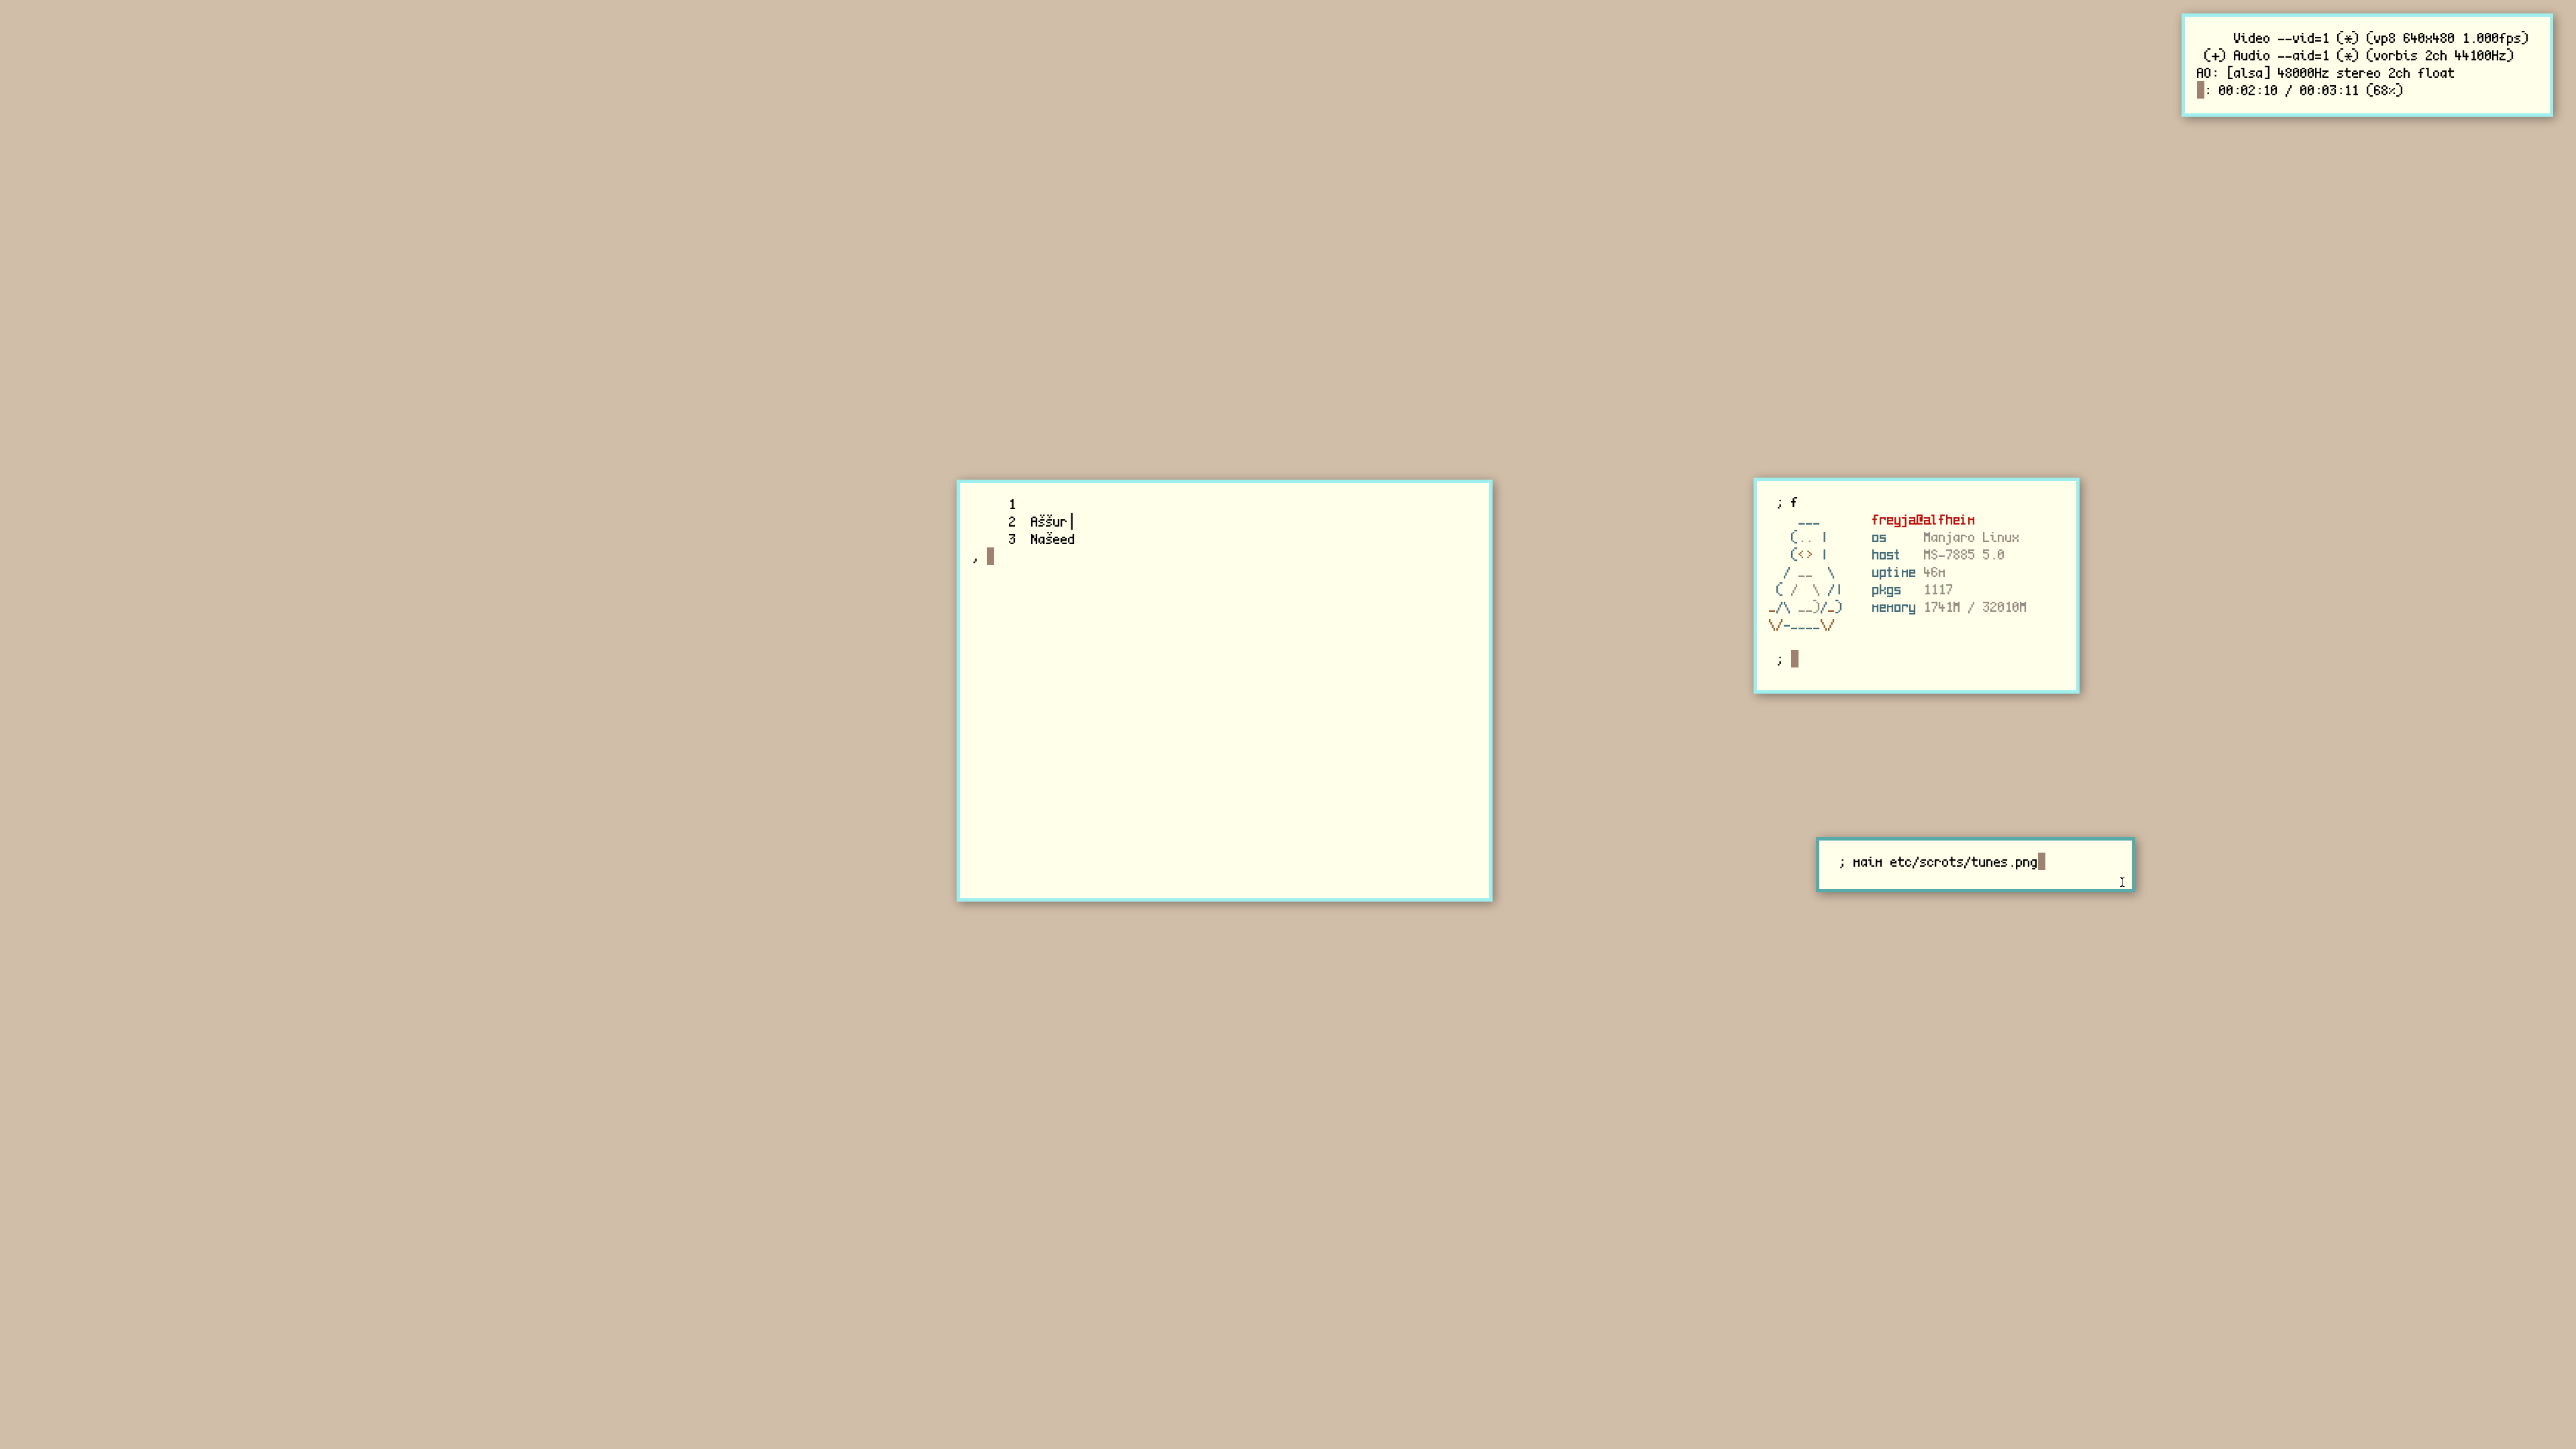 Video --vid=1 (*) (vp8 640x480 1.000fps)
(+) Audio --aid=1 (*) (vorbis 2ch 44100Hz)
AO: [alsa] 48000Hz stereo 2ch float
: 00:02:10 / 00:03:11 (68%)
1
2 Aššur|
3 Našeed
,
; f
freyja@alfheim
os Manjaro Linux
host MS-7885 5.0
uptime 46m
pkgs 1117
memory 1741M / 32010M
;
; maim etc/scrots/tunes.png